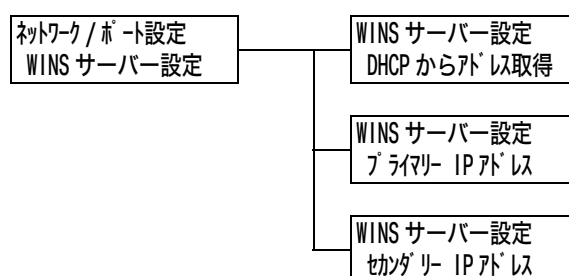 ﾈｯﾄﾜｰｸ / ﾎﾟｰﾄ設定
WINS サーバー設定
WINS サーバー設定
DHCP からｱﾄﾞﾚｽ取得
WINS サーバー設定
ﾌﾟﾗｲﾏﾘｰ IP ｱﾄﾞﾚｽ
WINS サーバー設定
ｾｶﾝﾀﾞﾘｰ IP ｱﾄﾞﾚｽ